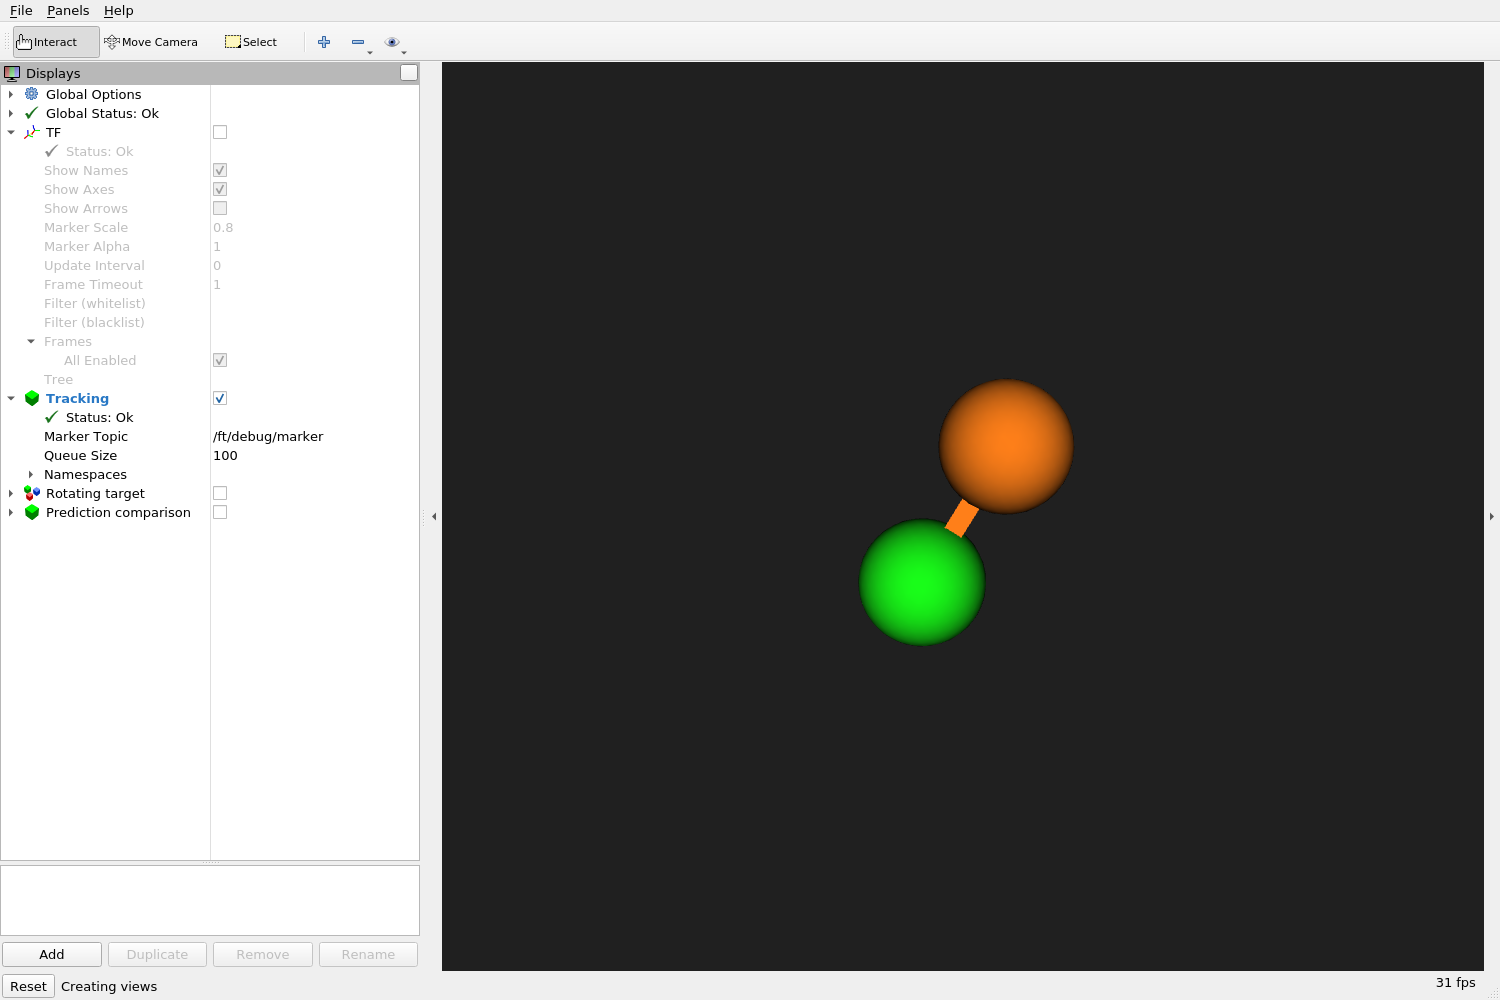 File Panels Help
Interact Move Camera Select
Displays
Global Options
Global Status: Ok
TF
Status: Ok
Show Names
Show Axes
Show Arrows
Marker Scale 0.8
Marker Alpha 1
Update Interval 0
Frame Timeout 1
Filter (whitelist)
Filter (blacklist)
Frames
All Enabled
Tree
Tracking
Status: Ok
Marker Topic /ft/debug/marker
Queue Size 100
Namespaces
Rotating target
Prediction comparison
Add Duplicate Remove Rename
Reset Creating views 31 fps